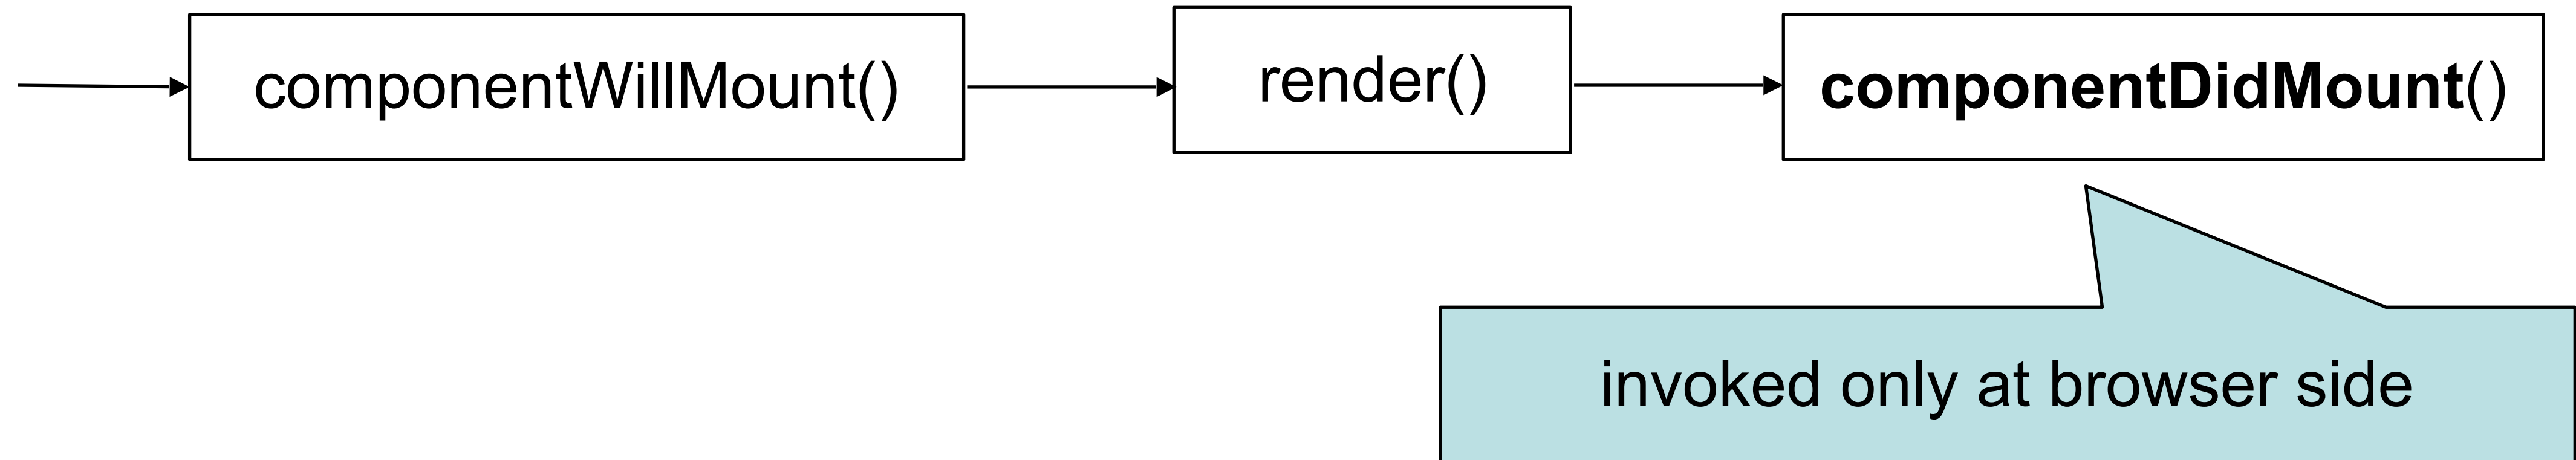 componentWillMount()
render()
componentDidMount()
invoked only at browser side